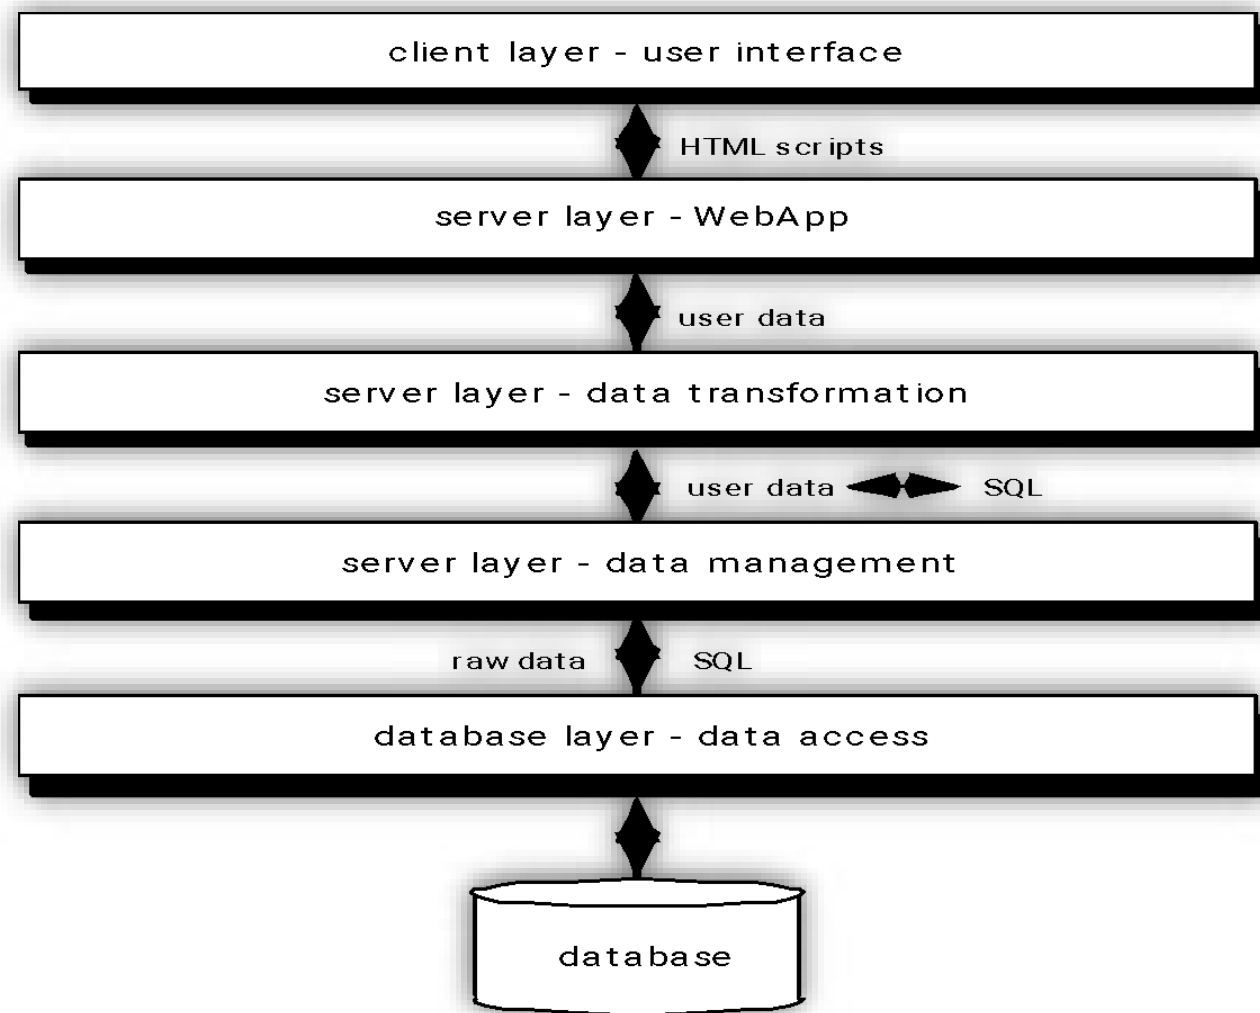 client layer - user interface
HTML scripts
server layer - WebApp
user data
server layer - data transformation
user data SQL
server layer - data management
raw data SQL
database layer - data access
database